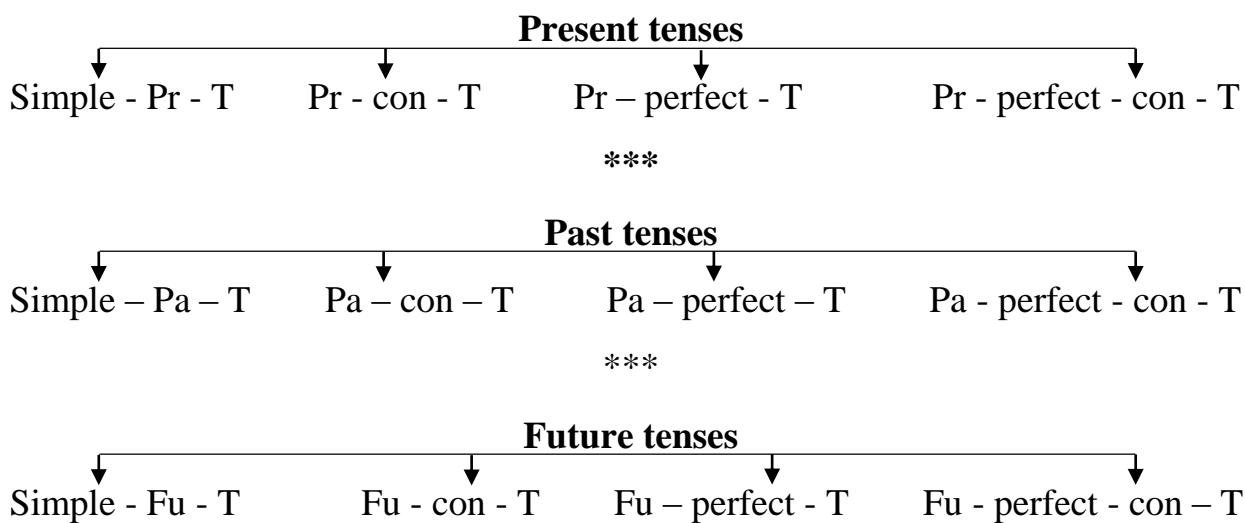 Present tenses
Simple - Pr - T Pr - con - T Pr – perfect - T Pr - perfect - con - T
***
Past tenses
Simple – Pa – T Pa – con – T Pa – perfect – T Pa - perfect - con - T
***
Future tenses
Simple - Fu - T Fu - con - T Fu – perfect - T Fu - perfect - con – T